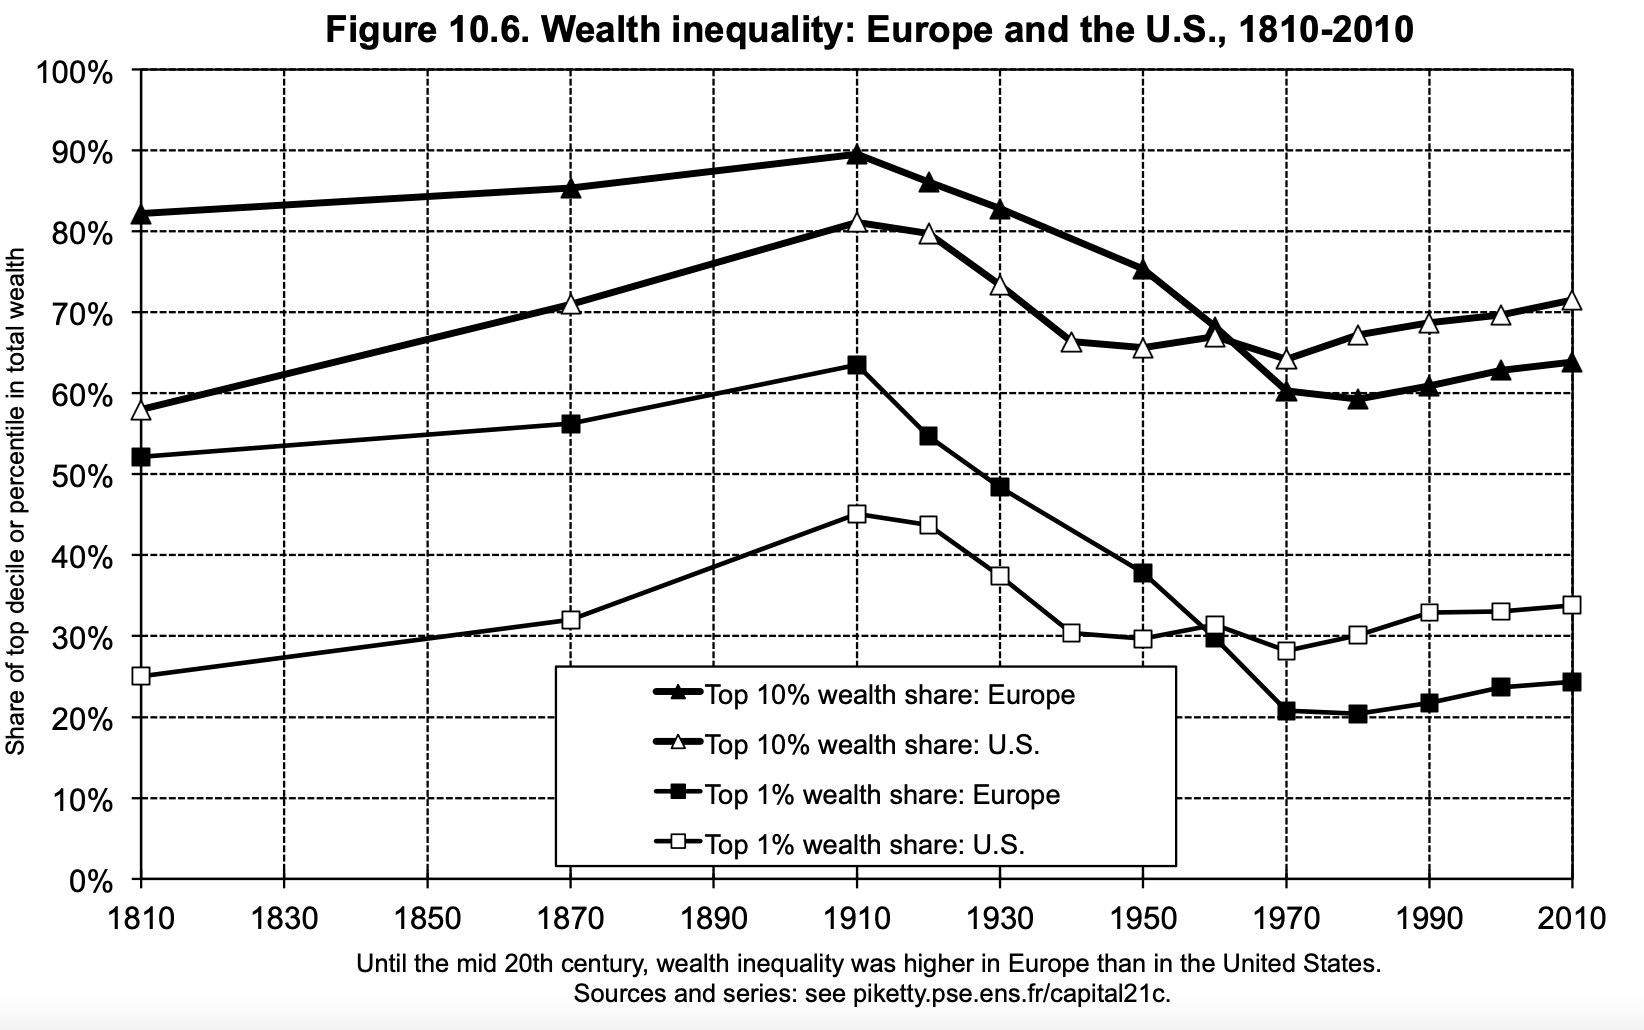 Figure 10.6. Wealth inequality: Europe and the U.S., 1810-2010
Share of top decile or percentile in total wealth
100%
90%
80%
70%
60%
50%
40%
30%
20%
10%
0%
Top 10% wealth share: Europe
Top 10% wealth share: U.S.
Top 1% wealth share: Europe
Top 1% wealth share: U.S.
1810 1830 1850 1870 1890 1910 1930 1950 1970 1990 2010
Until the mid 20th century, wealth inequality was higher in Europe than in the United States.
Sources and series: see piketty.pse.ens.fr/capital21c.